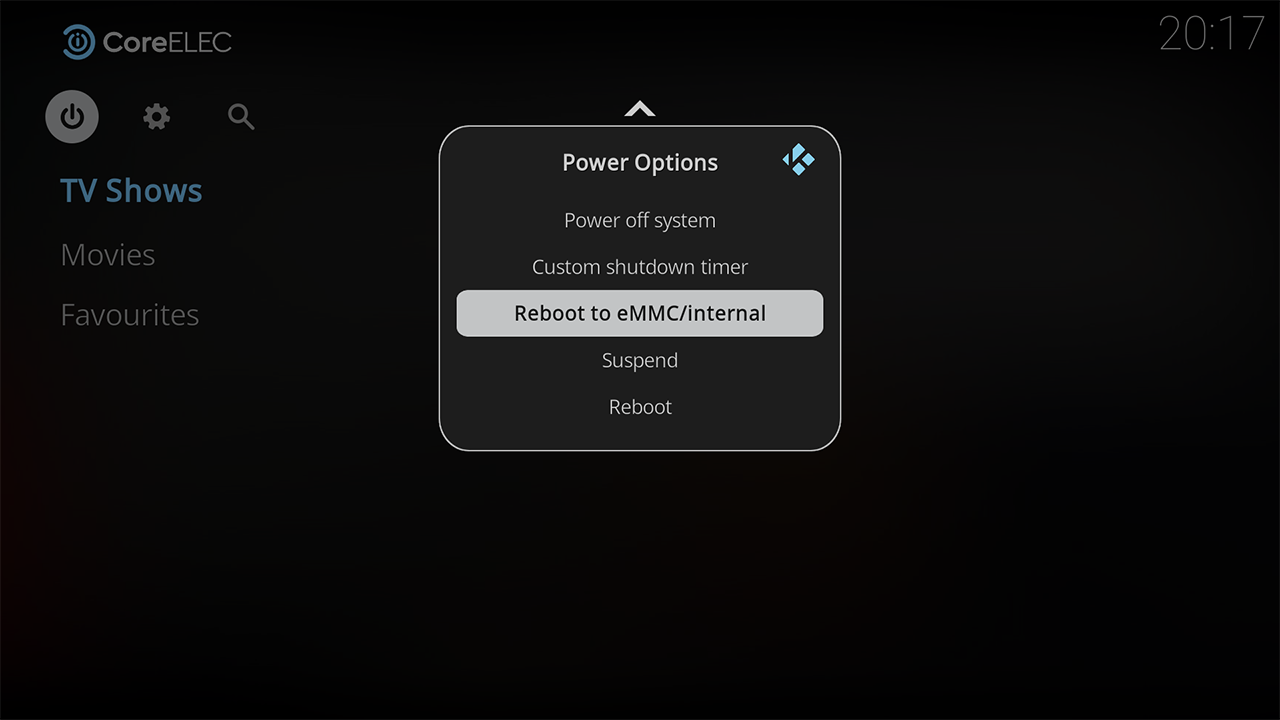 CoreELEC
20:17
TV Shows
Movies
Favourites
Power Options
Power off system
Custom shutdown timer
Reboot to eMMC/internal
Suspend
Reboot